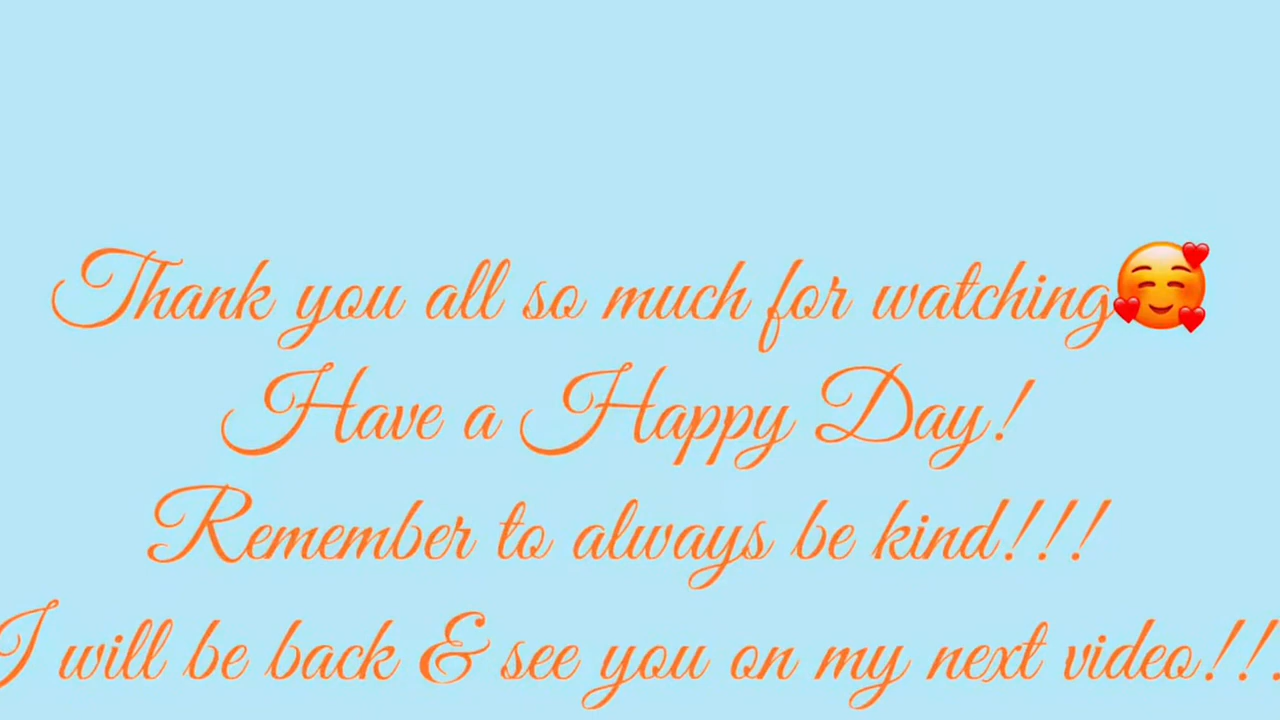 Thank you all so much for watching🥰
Have a Happy Day!
Remember to always be kind!!!
I will be back & see you on my next video!!!